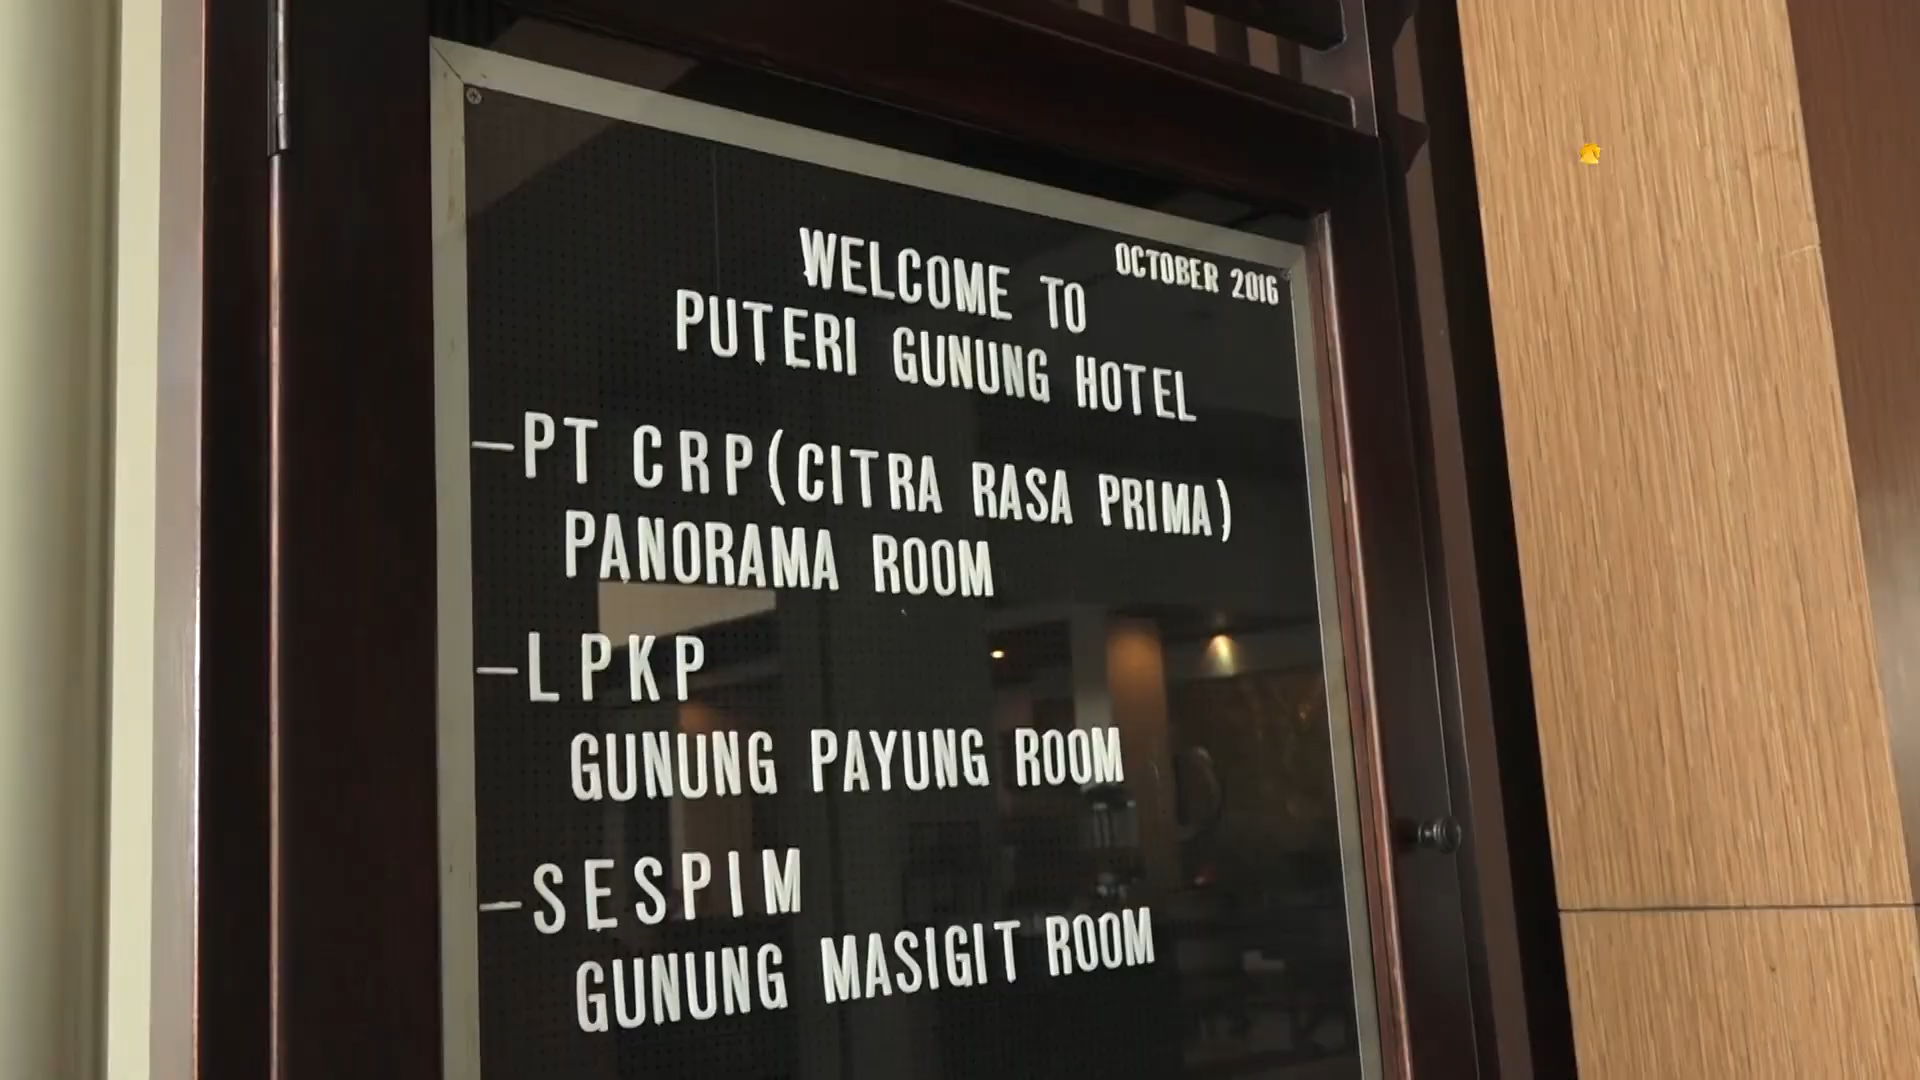 OCTOBER 2016
WELCOME TO
PUTERI GUNUNG HOTEL
—PT CRP(CITRA RASA PRIMA)
PANORAMA ROOM
—LPKP
GUNUNG PAYUNG ROOM
—SESPIM
GUNUNG MASIGIT ROOM